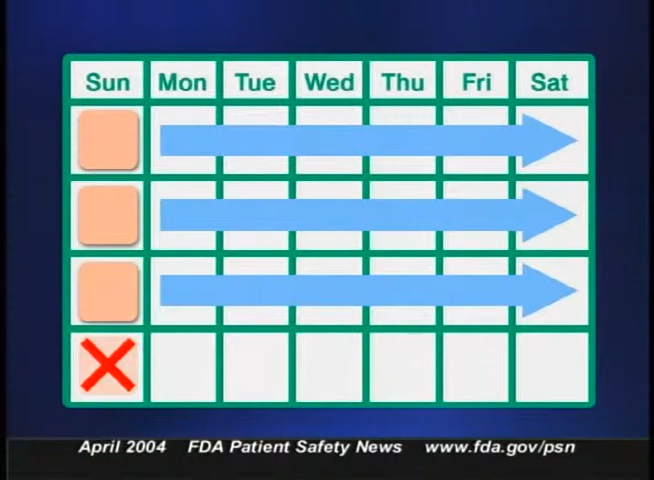 Sun Mon Tue Wed Thu Fri Sat
April 2004 FDA Patient Safety News www.fda.gov/psn